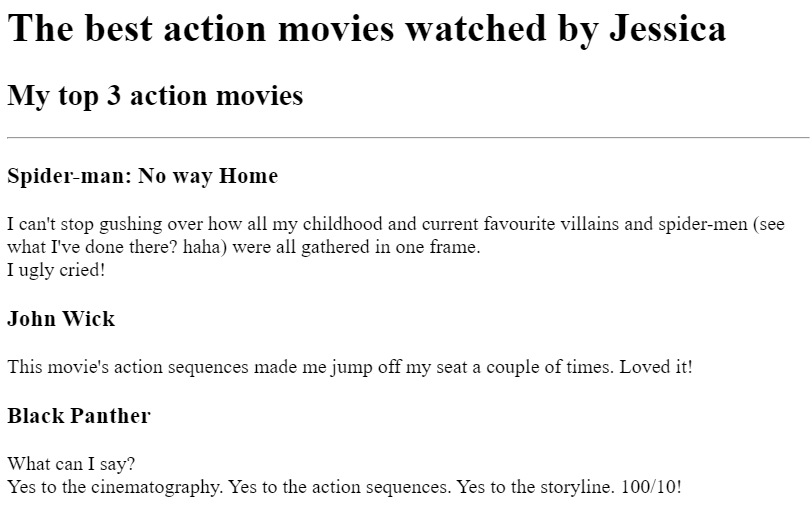 The best action movies watched by Jessica
My top 3 action movies
Spider-man: No way Home
I can't stop gushing over how all my childhood and current favourite villains and spider-men (see
what I've done there? haha) were all gathered in one frame.
I ugly cried!
John Wick
This movie's action sequences made me jump off my seat a couple of times. Loved it!
Black Panther
What can I say?
Yes to the cinematography. Yes to the action sequences. Yes to the storyline. 100/10!